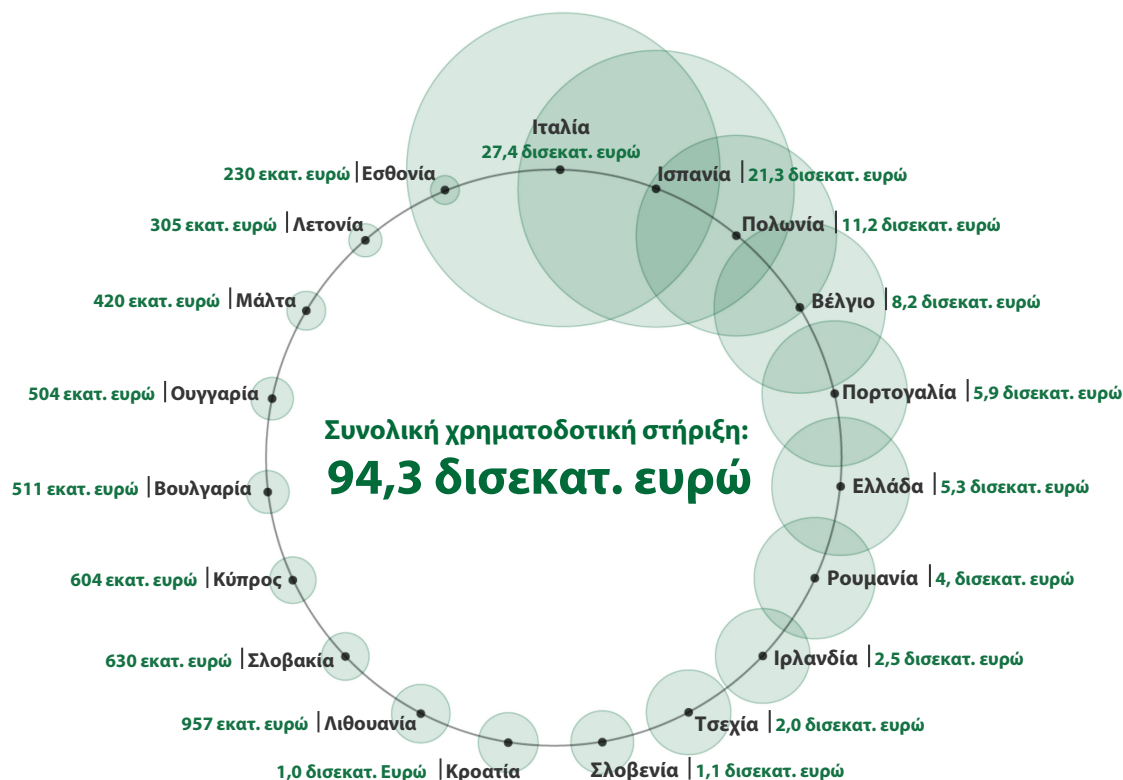 Ιταλία
27,4 δισεκατ. ευρώ
Ισπανία | 21,3 δισεκατ. ευρώ
Πολωνία | 11,2 δισεκατ. ευρώ
Βέλγιο | 8,2 δισεκατ. ευρώ
Πορτογαλία | 5,9 δισεκατ. ευρώ
Ελλάδα | 5,3 δισεκατ. ευρώ
Ρουμανία | 4, δισεκατ. ευρώ
Ιρλανδία | 2,5 δισεκατ. ευρώ
Τσεχία | 2,0 δισεκατ. ευρώ
Σλοβενία | 1,1 δισεκατ. ευρώ
1,0 δισεκατ. Ευρώ | Κροατία
957 εκατ. ευρώ | Λιθουανία
630 εκατ. ευρώ | Σλοβακία
604 εκατ. ευρώ | Κύπρος
511 εκατ. ευρώ | Βουλγαρία
504 εκατ. ευρώ | Ουγγαρία
420 εκατ. ευρώ | Μάλτα
305 εκατ. ευρώ | Λετονία
230 εκατ. ευρώ | Εσθονία
Συνολική χρηματοδοτική στήριξη:
94,3 δισεκατ. ευρώ